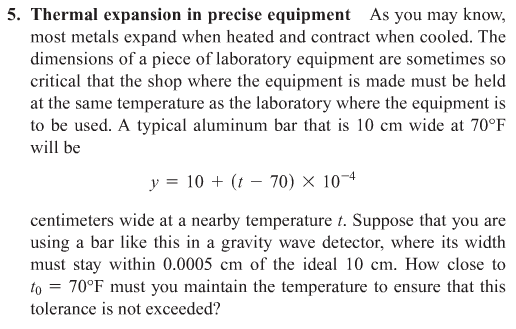 5. Thermal expansion in precise equipment As you may know,
most metals expand when heated and contract when cooled. The
dimensions of a piece of laboratory equipment are sometimes so
critical that the shop where the equipment is made must be held
at the same temperature as the laboratory where the equipment is
to be used. A typical aluminum bar that is 10 cm wide at 70°F
will be
y = 10 + (t − 70) × 10⁻⁴
centimeters wide at a nearby temperature t. Suppose that you are
using a bar like this in a gravity wave detector, where its width
must stay within 0.0005 cm of the ideal 10 cm. How close to
t₀ = 70°F must you maintain the temperature to ensure that this
tolerance is not exceeded?